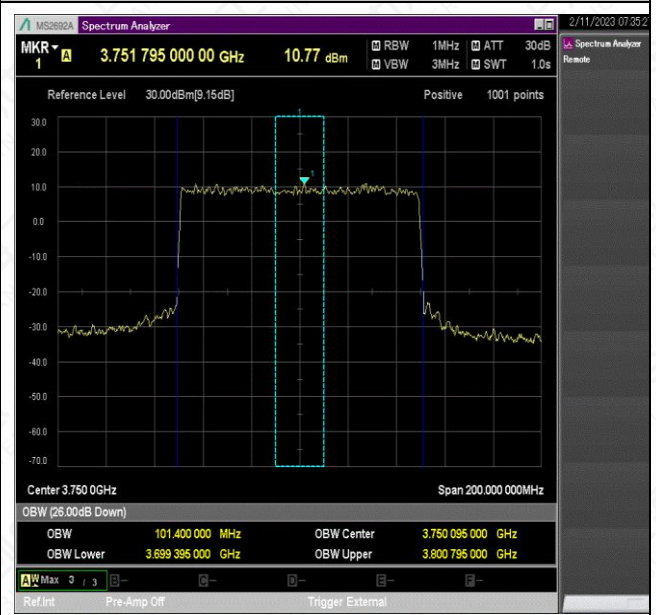 MS2692A Spectrum Analyzer
2/11/2023 07:35:2
MKR 1 A 3.751 795 000 00 GHz 10.77 dBm
M RBW 1MHz M ATT 30dB
M VBW 3MHz M SWT 1.0s
Spectrum Analyzer
Remote
Reference Level 30.00dBm[9.15dB] Positive 1001 points
1
30.0
20.0
1
10.0
0.0
-10.0
-20.0
-30.0
-40.0
-50.0
-60.0
-70.0
Center 3.750 0GHz Span 200.000 000MHz
OBW (26.00dB Down)
OBW 101.400 000 MHz OBW Center 3.750 095 000 GHz
OBW Lower 3.699 395 000 GHz OBW Upper 3.800 795 000 GHz
A W Max 3 / 3 B- C- D- E- F-
Ref.Int Pre-Amp Off Trigger External